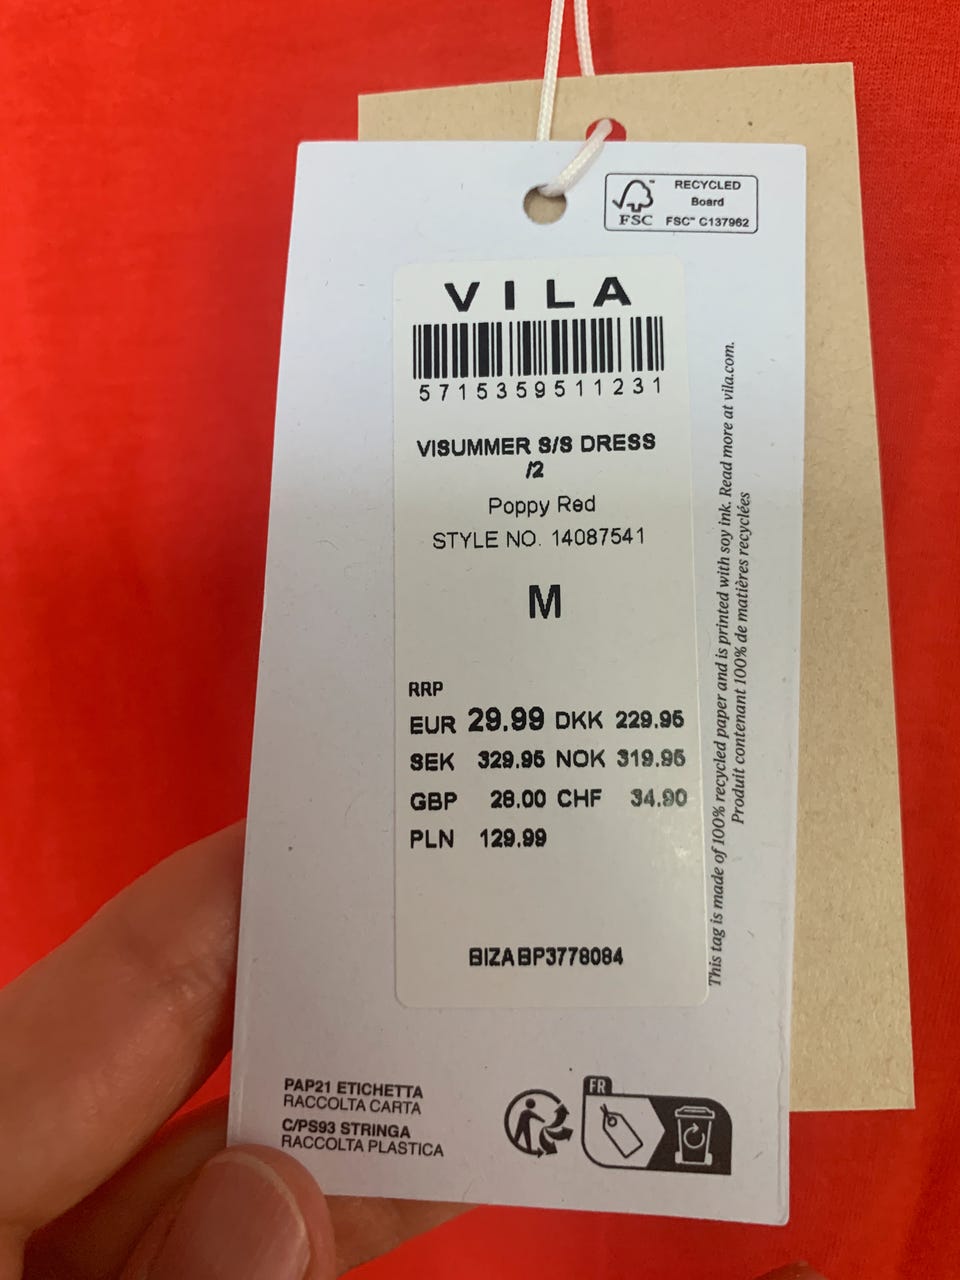 RECYCLED
Board
FSC™ C137962
FSC
VILA
5715359511231
VISUMMER S/S DRESS
/2
Poppy Red
STYLE NO. 14087541
M
RRP
EUR 29.99 DKK 229.95
SEK 329.95 NOK 319.95
GBP 28.00 CHF 34.90
PLN 129.99
BIZABP3778084
This tag is made of 100% recycled paper and is printed with soy ink. Read more at vila.com.
Produit contenant 100% de matières recyclées
PAP21 ETICHETTA
RACCOLTA CARTA
C/PS93 STRINGA
RACCOLTA PLASTICA
FR